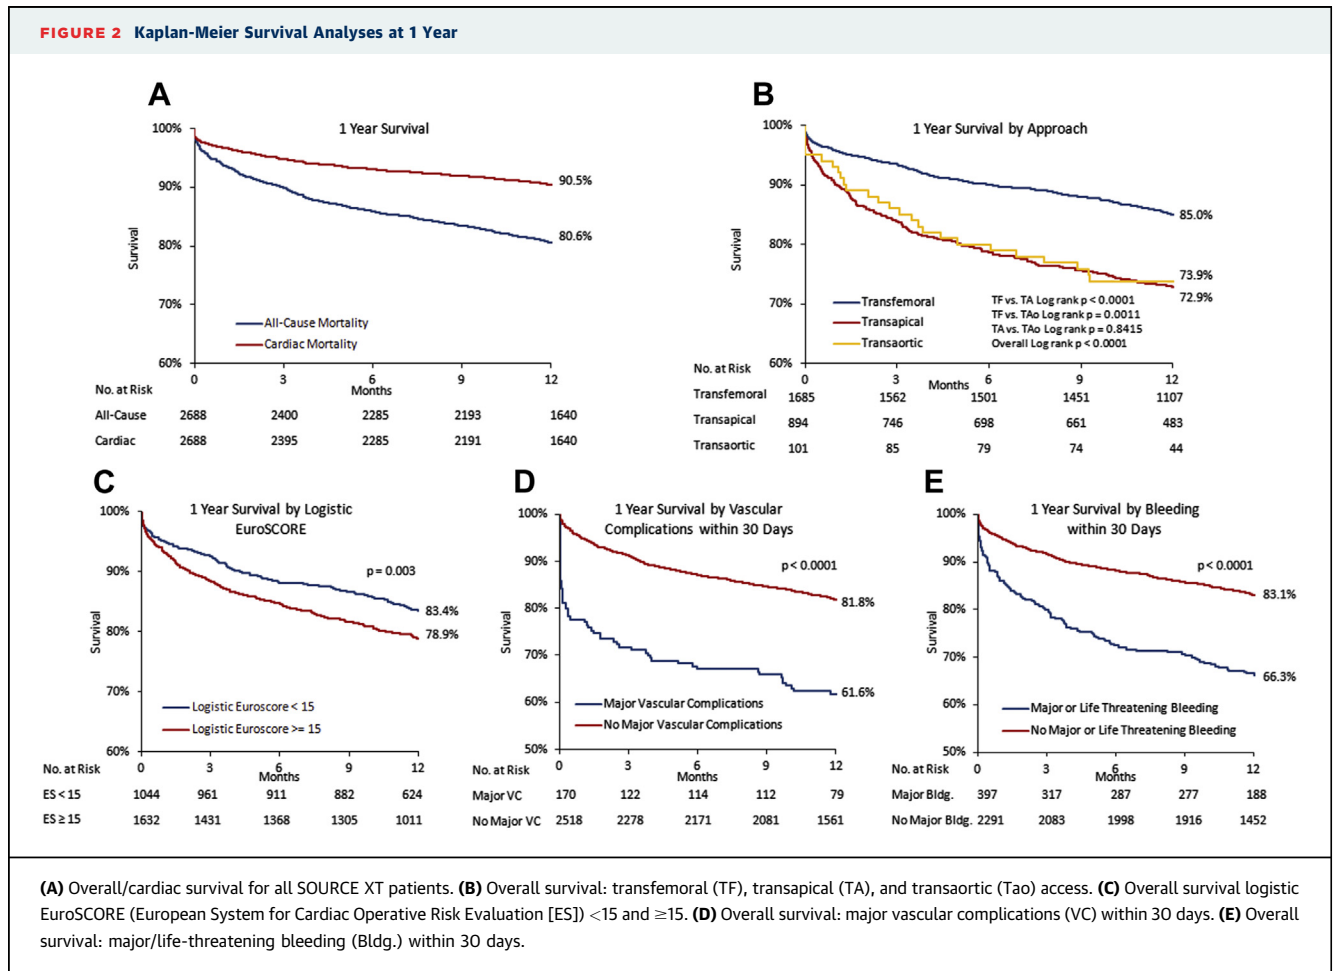 FIGURE 2 Kaplan-Meier Survival Analyses at 1 Year
A
1 Year Survival
100%
90%
80%
70%
60%
Survival
90.5%
80.6%
All-Cause Mortality
Cardiac Mortality
0 3 6 9 12
Months
No. at Risk
All-Cause 2688 2400 2285 2193 1640
Cardiac 2688 2395 2285 2191 1640
B
1 Year Survival by Approach
100%
90%
80%
70%
60%
Survival
85.0%
73.9%
72.9%
Transfemoral
Transapical
Transaortic
TF vs. TA Log rank p < 0.0001
TF vs. TAo Log rank p = 0.0011
TA vs. TAo Log rank p = 0.8415
Overall Log rank p < 0.0001
0 3 6 9 12
Months
No. at Risk
Transfemoral 1685 1562 1501 1451 1107
Transapical 894 746 698 661 483
Transaortic 101 85 79 74 44
C
1 Year Survival by Logistic
EuroSCORE
100%
90%
80%
70%
60%
Survival
p = 0.003
83.4%
78.9%
Logistic Euroscore < 15
Logistic Euroscore >= 15
0 3 6 9 12
Months
No. at Risk
ES < 15 1044 961 911 882 624
ES ≥ 15 1632 1431 1368 1305 1011
D
1 Year Survival by Vascular
Complications within 30 Days
100%
90%
80%
70%
60%
50%
Survival
p < 0.0001
81.8%
61.6%
Major Vascular Complications
No Major Vascular Complications
0 3 6 9 12
Months
No. at Risk
Major VC 170 122 114 112 79
No Major VC 2518 2278 2171 2081 1561
E
1 Year Survival by Bleeding
within 30 Days
100%
90%
80%
70%
60%
50%
Survival
p < 0.0001
83.1%
66.3%
Major or Life Threatening Bleeding
No Major or Life Threatening Bleeding
0 3 6 9 12
Months
No. at Risk
Major Bldg. 397 317 287 277 188
No Major Bldg. 2291 2083 1998 1916 1452
(A) Overall/cardiac survival for all SOURCE XT patients. (B) Overall survival: transfemoral (TF), transapical (TA), and transaortic (Tao) access. (C) Overall survival logistic
EuroSCORE (European System for Cardiac Operative Risk Evaluation [ES]) <15 and ≥15. (D) Overall survival: major vascular complications (VC) within 30 days. (E) Overall
survival: major/life-threatening bleeding (Bldg.) within 30 days.